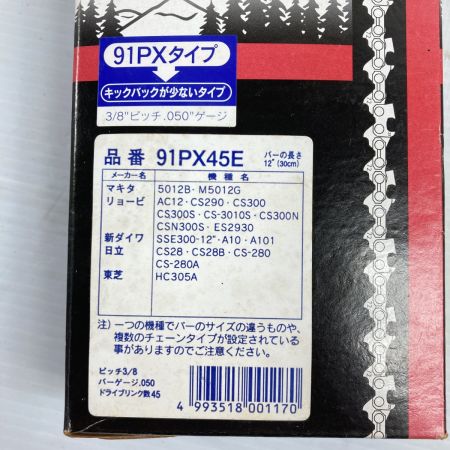 91PXタイプ
キックバックが少ないタイプ
3/8"ピッチ .050"ゲージ
品番 91PX45E バーの長さ 12"(30cm)
メーカー名 機種名
マキタ 5012B・M5012G
リョービ AC12・CS290・CS300
CS300S・CS-3010S・CS300N
CSN300S・ES2930
新ダイワ SSE300-12"・A10・A101
日立 CS28・CS28B・CS-280
CS-280A
東芝 HC305A
注)一つの機種でバーのサイズの違うものや、
複数のチェーンタイプが設定されている
事がありますのでご注意ください。
ピッチ3/8
バーゲージ.050
ドライブリンク数45
4 993518 001170